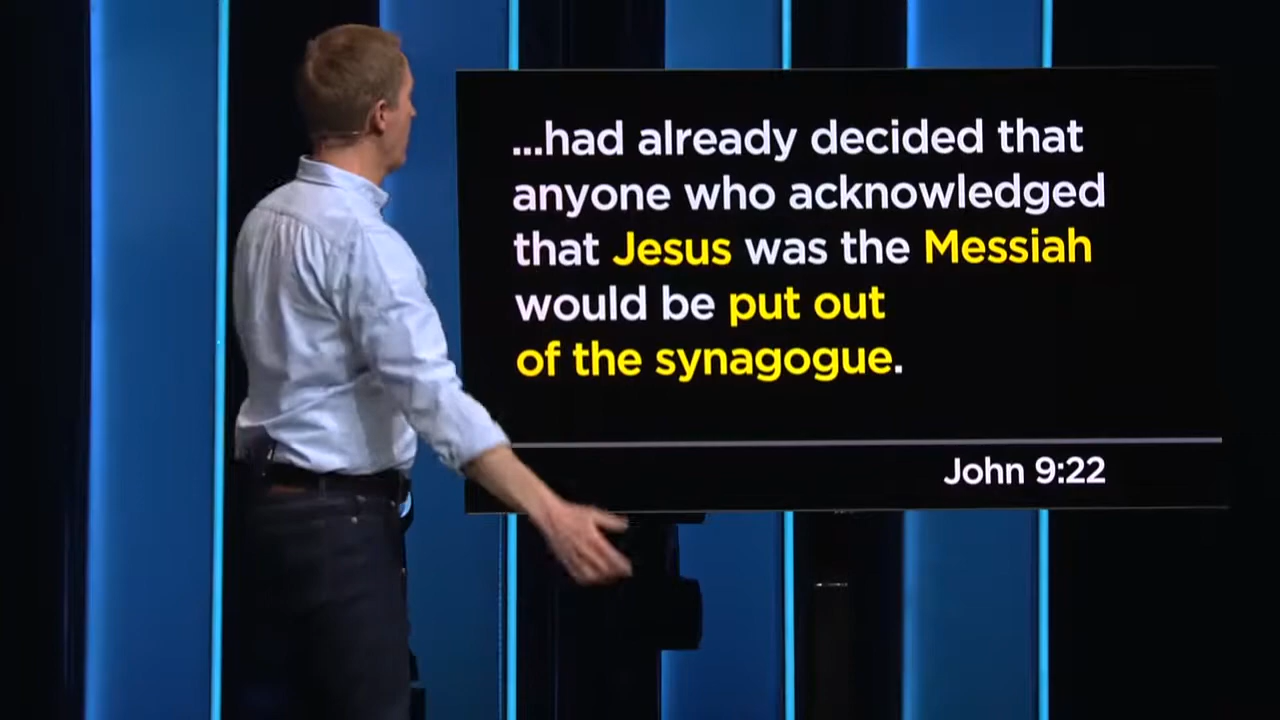 ...had already decided that
anyone who acknowledged
that Jesus was the Messiah
would be put out
of the synagogue.
John 9:22